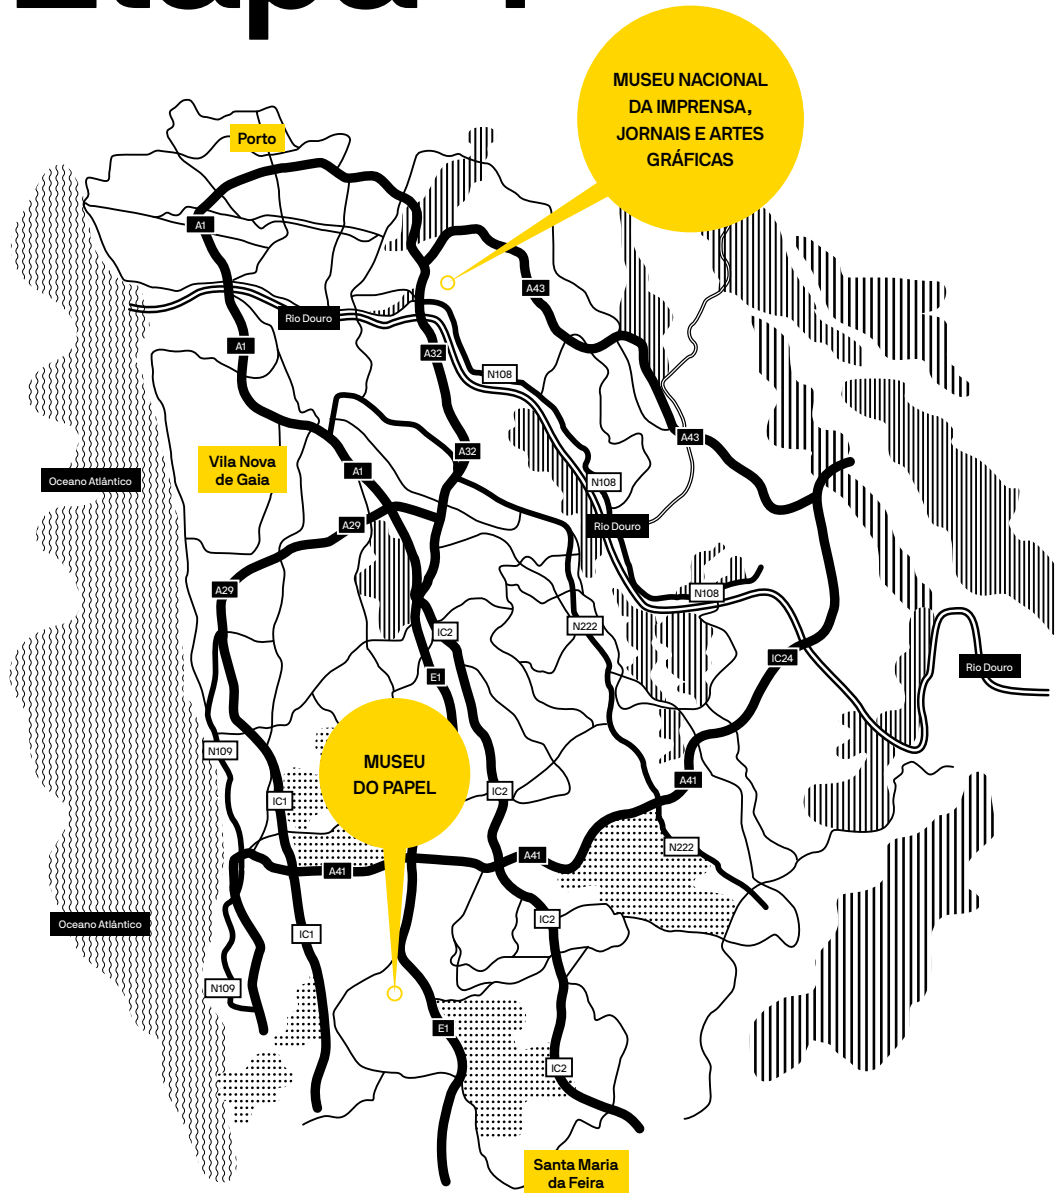 MUSEU NACIONAL
DA IMPRENSA,
JORNAIS E ARTES
GRÁFICAS
Porto
A1
A43
Rio Douro
A1
A32
N108
A43
A32
Vila Nova
de Gaia
A1
Oceano Atlântico
N108
A29
Rio Douro
A29
N108
N222
IC2
IC24
Rio Douro
E1
N109
MUSEU
DO PAPEL
A41
IC2
IC1
N222
A41
A41
IC2
Oceano Atlântico
IC1
N109
E1
IC2
Santa Maria
da Feira